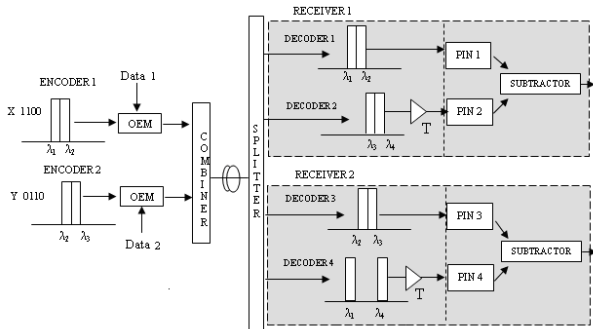 RECEIVER 1
DECODER 1
λ₁ λ₂
PIN 1
SUBTRACTOR
DECODER 2
λ₃ λ₄
T
PIN 2
Data 1
ENCODER 1
X 1100
OEM
λ₁ λ₂
ENCODER 2
Y 0110
OEM
λ₂ λ₃
Data 2
COMBINER
SPLITTER
RECEIVER 2
DECODER 3
λ₂ λ₃
PIN 3
SUBTRACTOR
DECODER 4
λ₁ λ₄
T
PIN 4